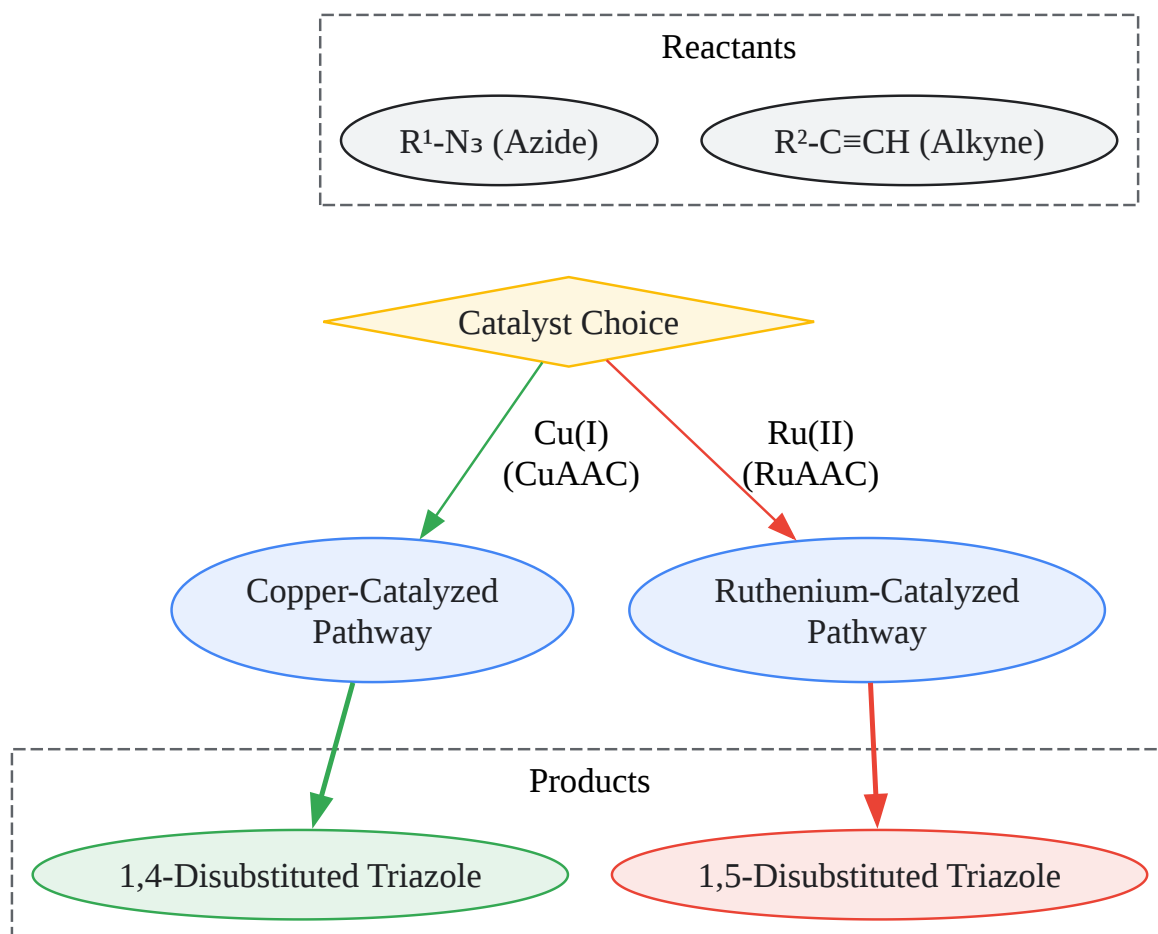 Reactants
R¹-N₃ (Azide)
R²-C≡CH (Alkyne)
Catalyst Choice
Cu(I)
(CuAAC)
Ru(II)
(RuAAC)
Copper-Catalyzed
Pathway
Ruthenium-Catalyzed
Pathway
Products
1,4-Disubstituted Triazole
1,5-Disubstituted Triazole